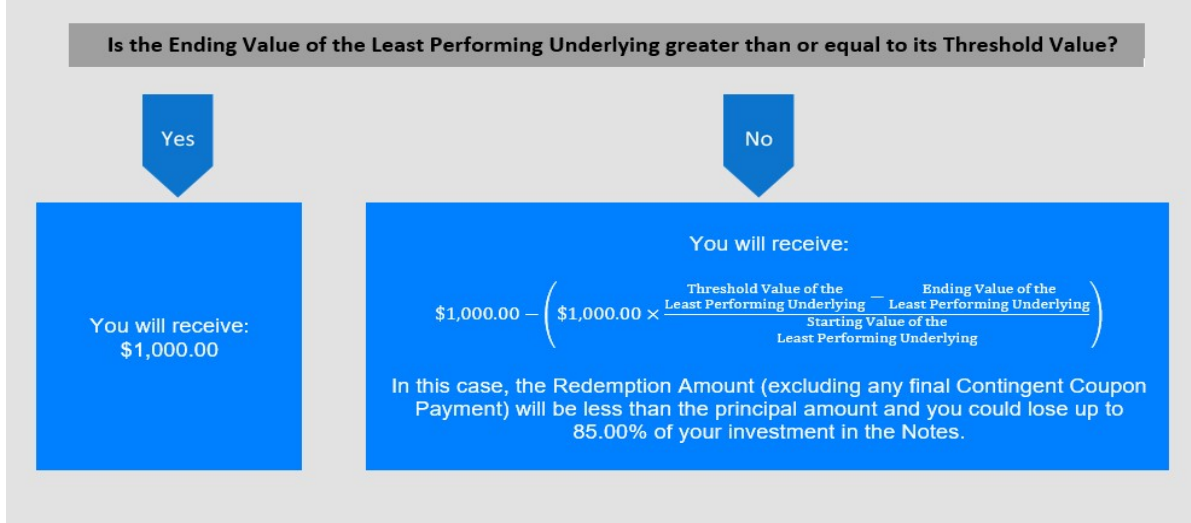 Is the Ending Value of the Least Performing Underlying greater than or equal to its Threshold Value?
Yes
No
You will receive:
$1,000.00
You will receive:
$1,000.00 − ($1,000.00 × (Threshold Value of the Least Performing Underlying − Ending Value of the Least Performing Underlying) / Starting Value of the Least Performing Underlying)
In this case, the Redemption Amount (excluding any final Contingent Coupon
Payment) will be less than the principal amount and you could lose up to
85.00% of your investment in the Notes.